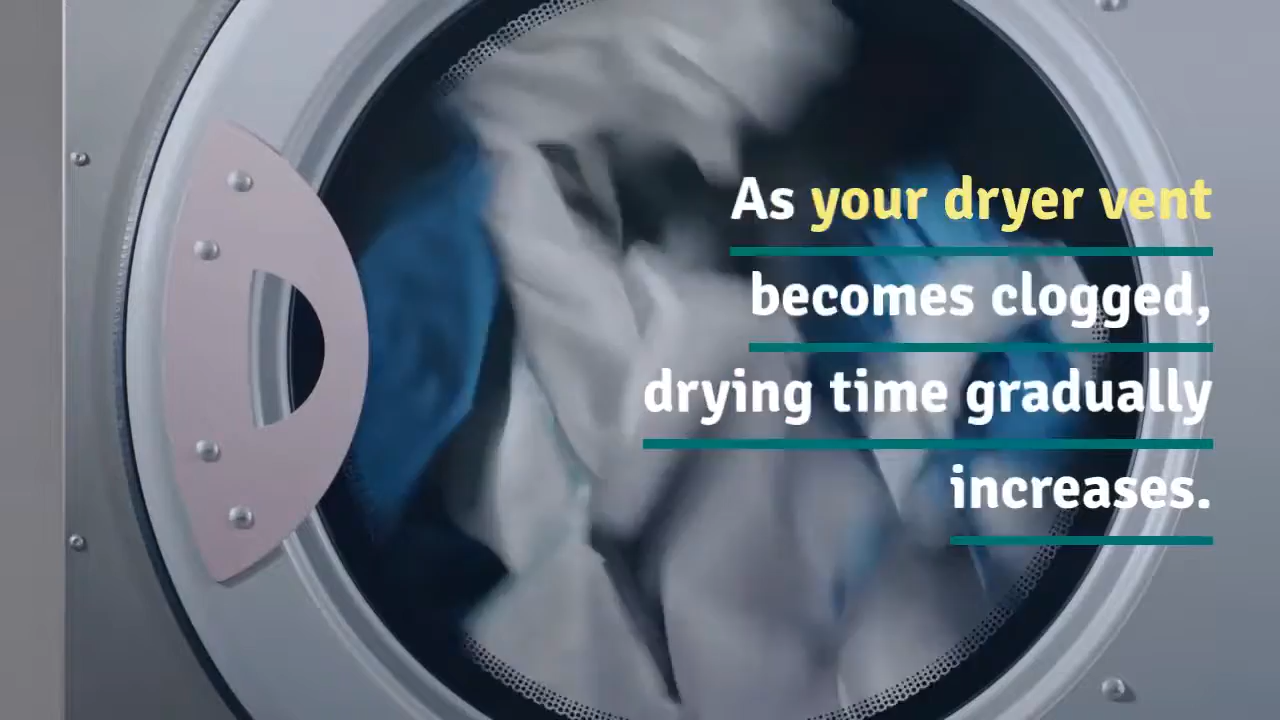 As your dryer vent
becomes clogged,
drying time gradually
increases.